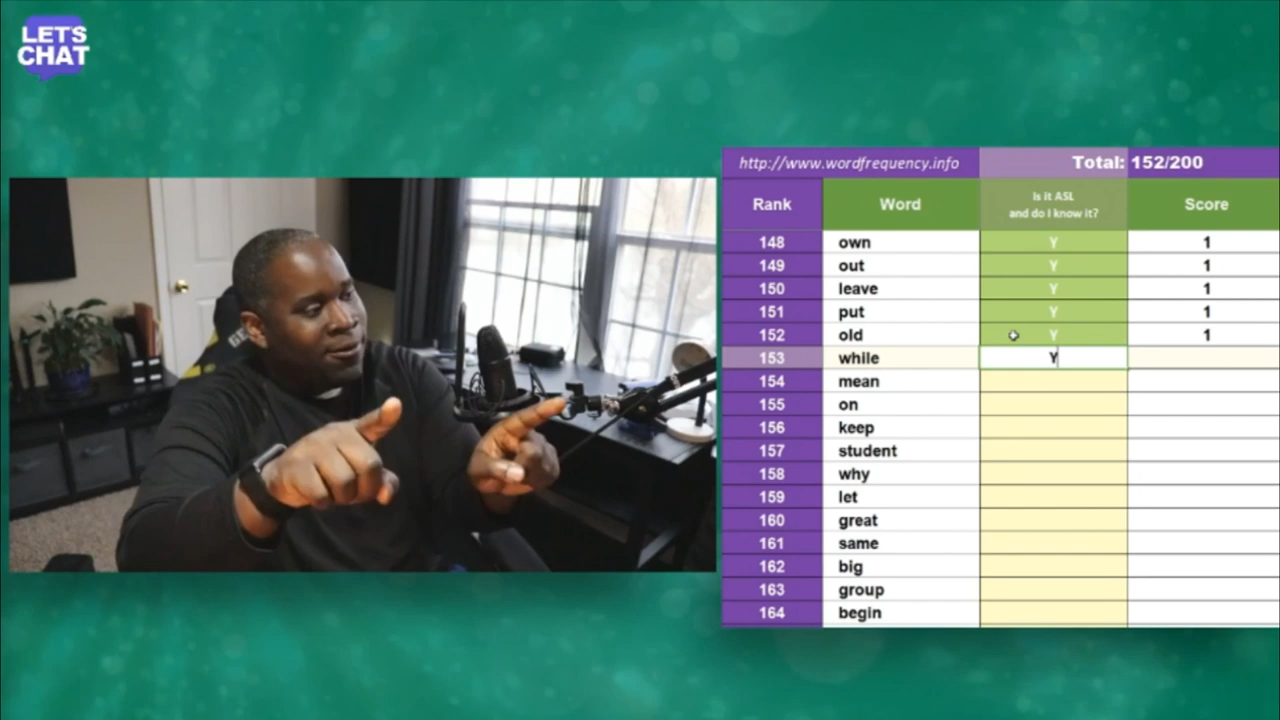 LET'S
CHAT
http://www.wordfrequency.info Total: 152/200
Rank Word Is it ASL and do I know it? Score
148 own Y 1
149 out Y 1
150 leave Y 1
151 put Y 1
152 old Y 1
153 while Y
154 mean
155 on
156 keep
157 student
158 why
159 let
160 great
161 same
162 big
163 group
164 begin
GE